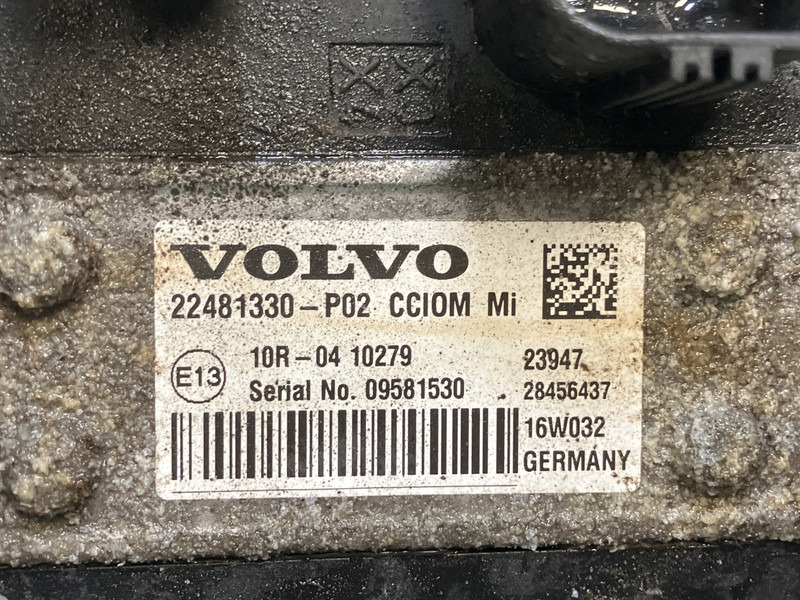 VOLVO
22481330-P02 CCIOM Mi
E13
10R-04 10279
23947
Serial No. 09581530
28456437
16W032
GERMANY